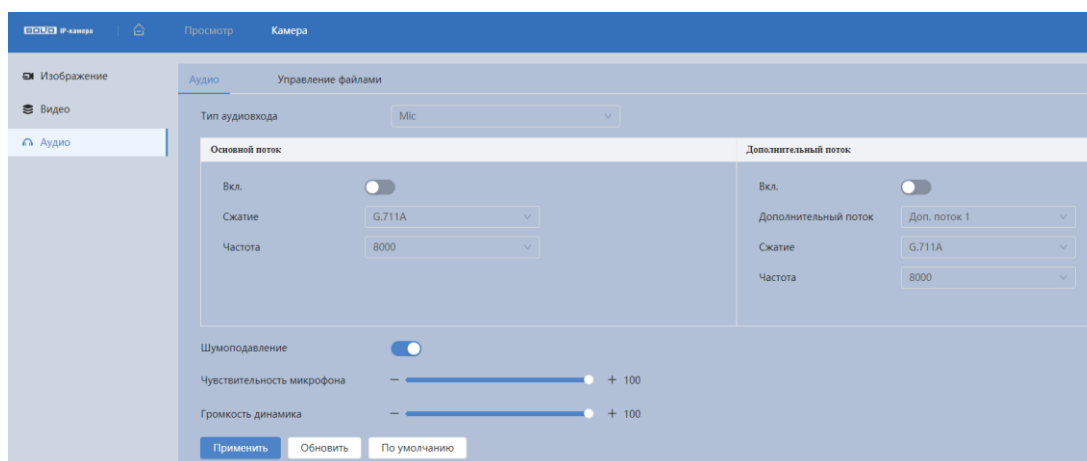 BOLID IP-камера Просмотр Камера
Изображение
Видео
Аудио
Аудио Управление файлами
Тип аудиовхода Mic
Основной поток Дополнительный поток
Вкл. Вкл.
Сжатие G.711A Дополнительный поток Доп. поток 1
Частота 8000 Сжатие G.711A
Частота 8000
Шумоподавление
Чувствительность микрофона − + 100
Громкость динамика − + 100
Применить Обновить По умолчанию